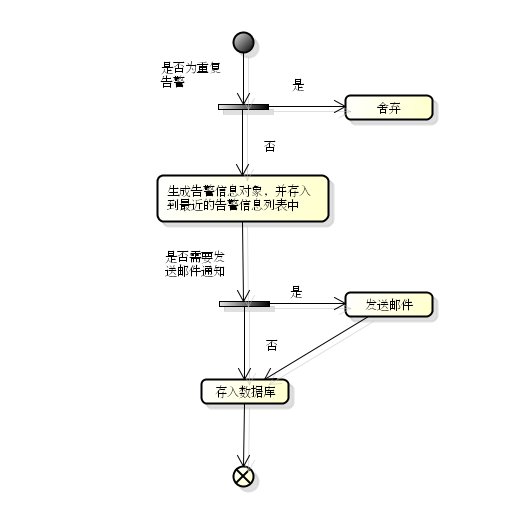 是否为重复
告警
是
舍弃
否
生成告警信息对象，并存入
到最近的告警信息列表中
是否需要发
送邮件通知
是
发送邮件
否
存入数据库